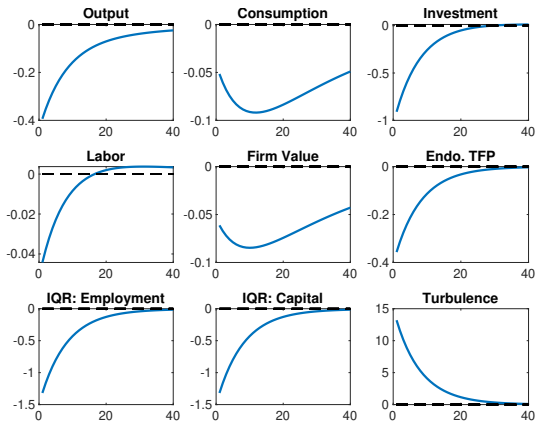 Output Consumption Investment
0 0 0
-0.2 -0.05 -0.5
-0.4 -0.1 -1
0 20 40 0 20 40 0 20 40
Labor Firm Value Endo. TFP
0 0 0
-0.02 -0.05 -0.2
-0.04 -0.1 -0.4
0 20 40 0 20 40 0 20 40
IQR: Employment IQR: Capital Turbulence
0 0 15
-0.5 -0.5 10
-1 -1 5
-1.5 -1.5 0
0 20 40 0 20 40 0 20 40